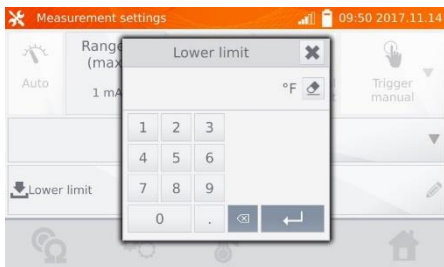 Measurement settings 09:50 2017.11.14
Auto
Range
(max
1 mA
Lower limit
°F
Trigger
manual
1 2 3
4 5 6
7 8 9
0 .
Lower limit